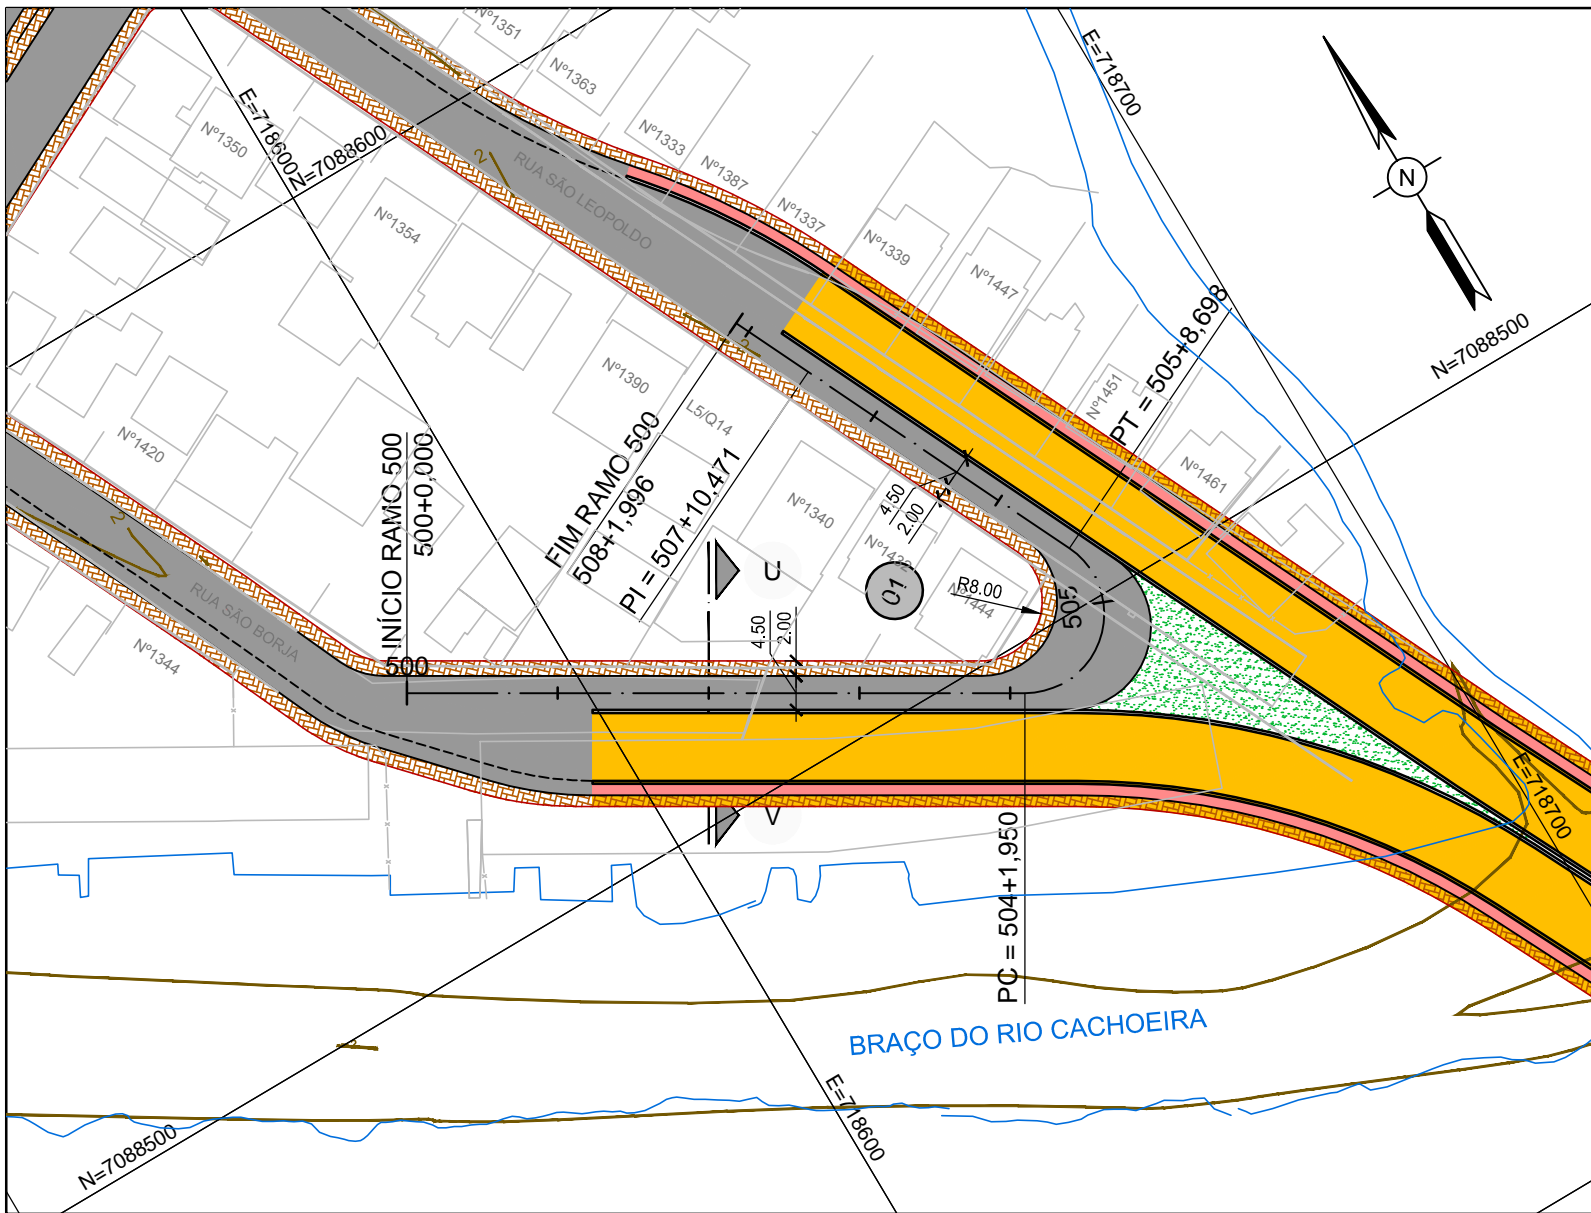 Nº1351
Nº1363
E=718700
E=718600
N=7088600
Nº1350
Nº1333
Nº1387
Nº1337
2
RUA SÃO LEOPOLDO
Nº1354
Nº1339
Nº1447
N
N=7088500
PT = 505+8,698
Nº1390
L5/Q14
Nº1451
Nº1461
Nº1420
INÍCIO RAMO 500
500+0,000
FIM RAMO 500
508+1,996
PI = 507+10,471
Nº1340
4.50
2.00
2
U
01
R8.00
Nº1444
505
RUA SÃO BORJA
Nº1344
4.50
2.00
500
V
E=718700
PC = 504+1,950
BRAÇO DO RIO CACHOEIRA
E=718600
N=7088500